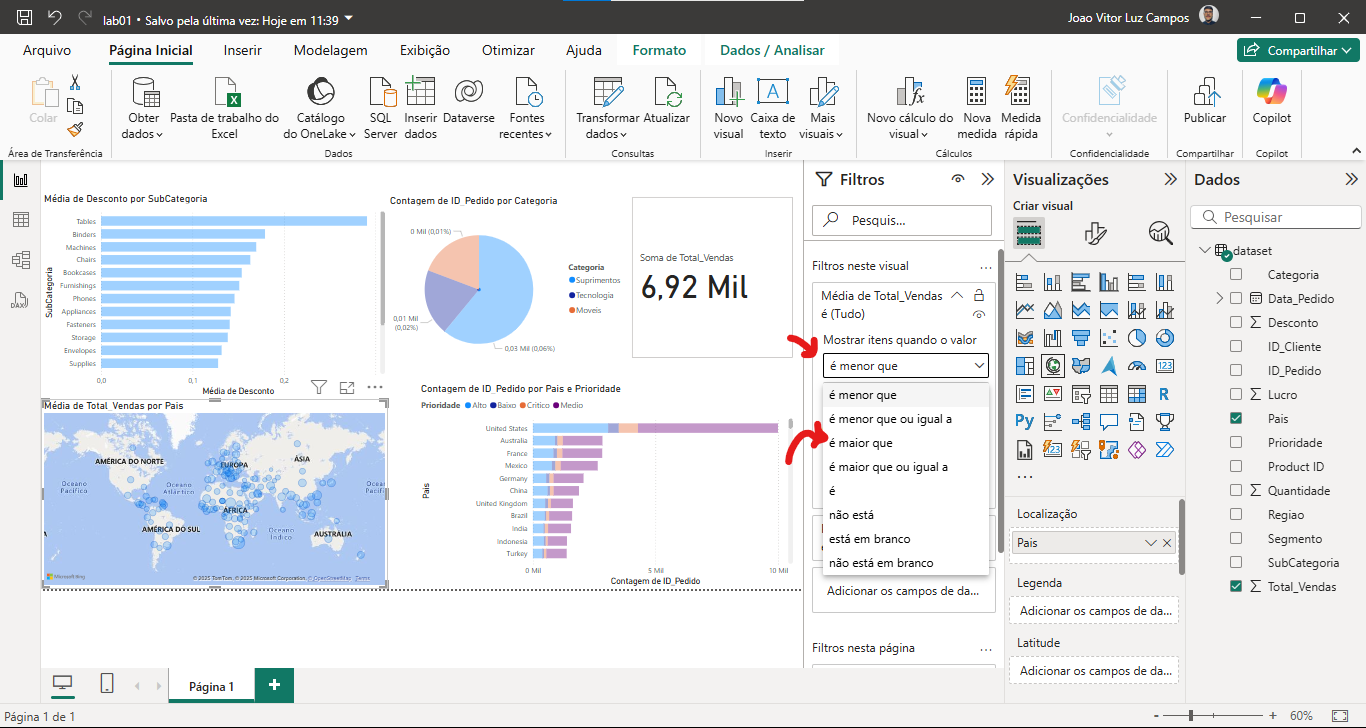 lab01 • Salvo pela última vez: Hoje em 11:39
Joao Vitor Luz Campos
Arquivo
Página Inicial
Inserir
Modelagem
Exibição
Otimizar
Ajuda
Formato
Dados / Analisar
Compartilhar
Colar
Obter
dados
Pasta de trabalho do
Excel
Catálogo
do OneLake
SQL
Server
Inserir
dados
Dataverse
Fontes
recentes
Transformar
dados
Atualizar
Novo
visual
Caixa de
texto
Mais
visuais
Novo cálculo do
visual
Nova
medida
Medida
rápida
Confidencialidade
Publicar
Copilot
Área de Transferência
Dados
Consultas
Inserir
Cálculos
Confidencialidade
Compartilhar
Copilot
DAX
Média de Desconto por SubCategoria
SubCategoria
Tables
Binders
Machines
Chairs
Bookcases
Furnishings
Phones
Appliances
Fasteners
Storage
Envelopes
Supplies
0,0
0,1
0,2
Média de Desconto
Contagem de ID_Pedido por Categoria
0 Mil (0,01%)
0,01 Mil
(0,02%)
0,03 Mil (0,06%)
Categoria
Suprimentos
Tecnologia
Moveis
Soma de Total_Vendas
6,92 Mil
Média de Total_Vendas por Pais
AMÉRICA DO NORTE
EUROPA
ÁSIA
Oceano
Pacífico
Oceano
Atlântico
Oceano
Pacífico
ÁFRICA
AMÉRICA DO SUL
Oceano
Índico
AUSTRÁLIA
Microsoft Bing
© 2025 TomTom, © 2025 Microsoft Corporation, © OpenStreetMap Terms
Contagem de ID_Pedido por Pais e Prioridade
Prioridade
Alto
Baixo
Critico
Medio
Pais
United States
Australia
France
Mexico
Germany
China
United Kingdom
Brazil
India
Indonesia
Turkey
0 Mil
5 Mil
10 Mil
Contagem de ID_Pedido
Filtros
Pesquis...
Filtros neste visual
...
Média de Total_Vendas
é (Tudo)
Mostrar itens quando o valor
é menor que
é menor que
é menor que ou igual a
é maior que
é maior que ou igual a
é
não está
está em branco
não está em branco
Adicionar os campos de da...
Filtros nesta página
...
Visualizações
Criar visual
123
R
Py
123
...
Localização
Pais
Legenda
Adicionar os campos de da...
Latitude
Adicionar os campos de da...
Dados
Pesquisar
dataset
Categoria
Data_Pedido
Desconto
ID_Cliente
ID_Pedido
Lucro
Pais
Prioridade
Product ID
Quantidade
Regiao
Segmento
SubCategoria
Total_Vendas
Página 1
+
Página 1 de 1
- + 60%